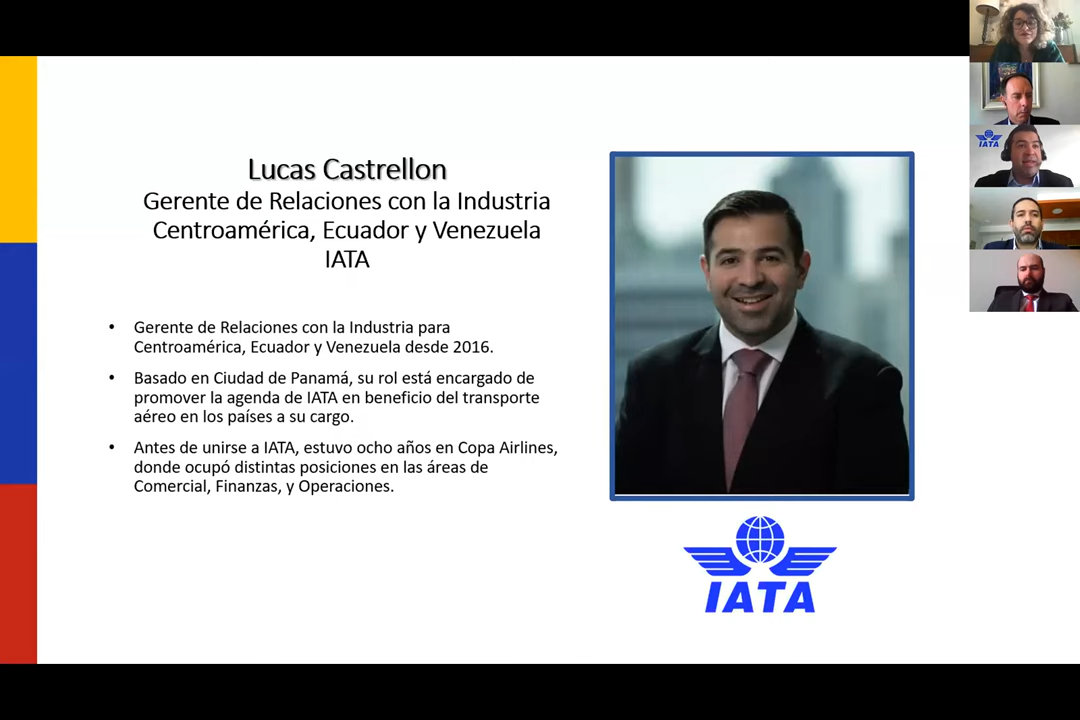 Lucas Castrellon
Gerente de Relaciones con la Industria
Centroamérica, Ecuador y Venezuela
IATA
• Gerente de Relaciones con la Industria para
Centroamérica, Ecuador y Venezuela desde 2016.
• Basado en Ciudad de Panamá, su rol está encargado de
promover la agenda de IATA en beneficio del transporte
aéreo en los países a su cargo.
• Antes de unirse a IATA, estuvo ocho años en Copa Airlines,
donde ocupó distintas posiciones en las áreas de
Comercial, Finanzas, y Operaciones.
IATA
IATA